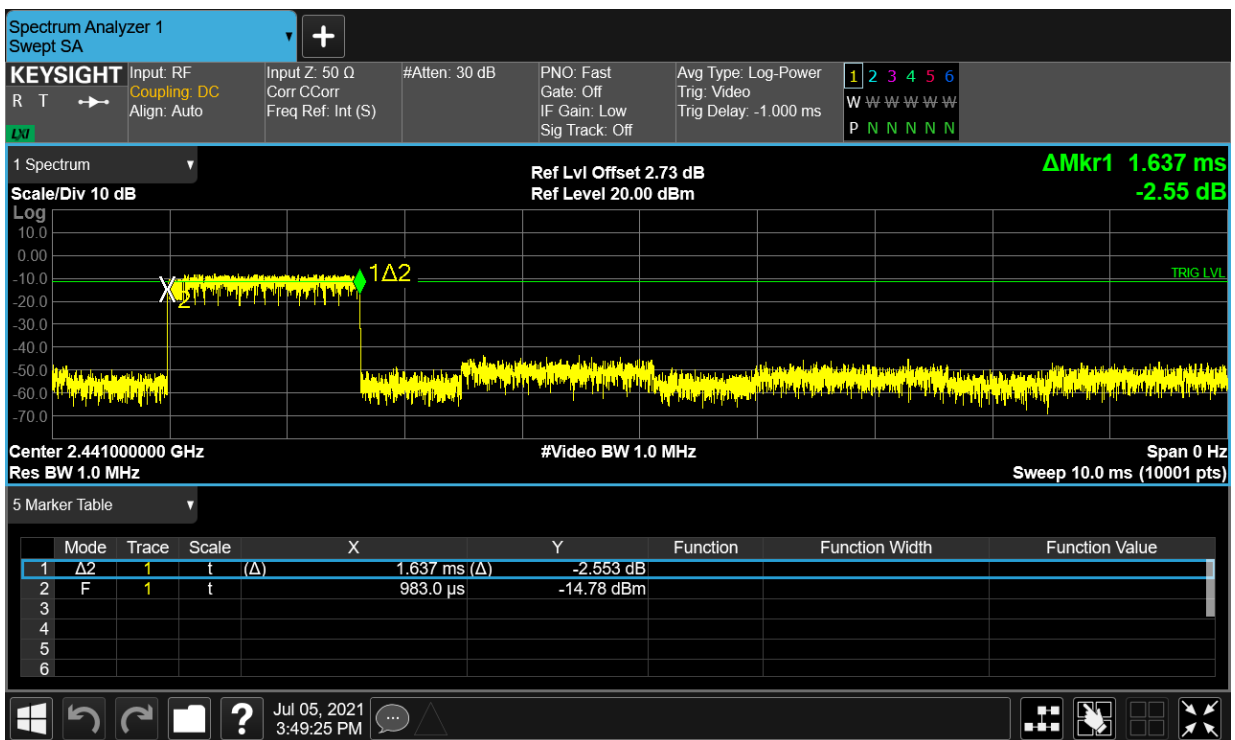 Spectrum Analyzer 1
Swept SA
+
KEYSIGHT
R T
LXI
Input: RF
Coupling: DC
Align: Auto
Input Z: 50 Ω
Corr CCorr
Freq Ref: Int (S)
#Atten: 30 dB
PNO: Fast
Gate: Off
IF Gain: Low
Sig Track: Off
Avg Type: Log-Power
Trig: Video
Trig Delay: -1.000 ms
1 2 3 4 5 6
W W W W W W
P N N N N N
1 Spectrum
Scale/Div 10 dB
Ref Lvl Offset 2.73 dB
Ref Level 20.00 dBm
ΔMkr1 1.637 ms
-2.55 dB
Log
10.0
0.00
-10.0
-20.0
-30.0
-40.0
-50.0
-60.0
-70.0
X
2
1Δ2
TRIG LVL
Center 2.441000000 GHz
#Video BW 1.0 MHz
Span 0 Hz
Res BW 1.0 MHz
Sweep 10.0 ms (10001 pts)
5 Marker Table
Mode Trace Scale X Y Function Function Width Function Value
1 Δ2 1 t (Δ) 1.637 ms (Δ) -2.553 dB
2 F 1 t 983.0 µs -14.78 dBm
3
4
5
6
?
Jul 05, 2021
3:49:25 PM